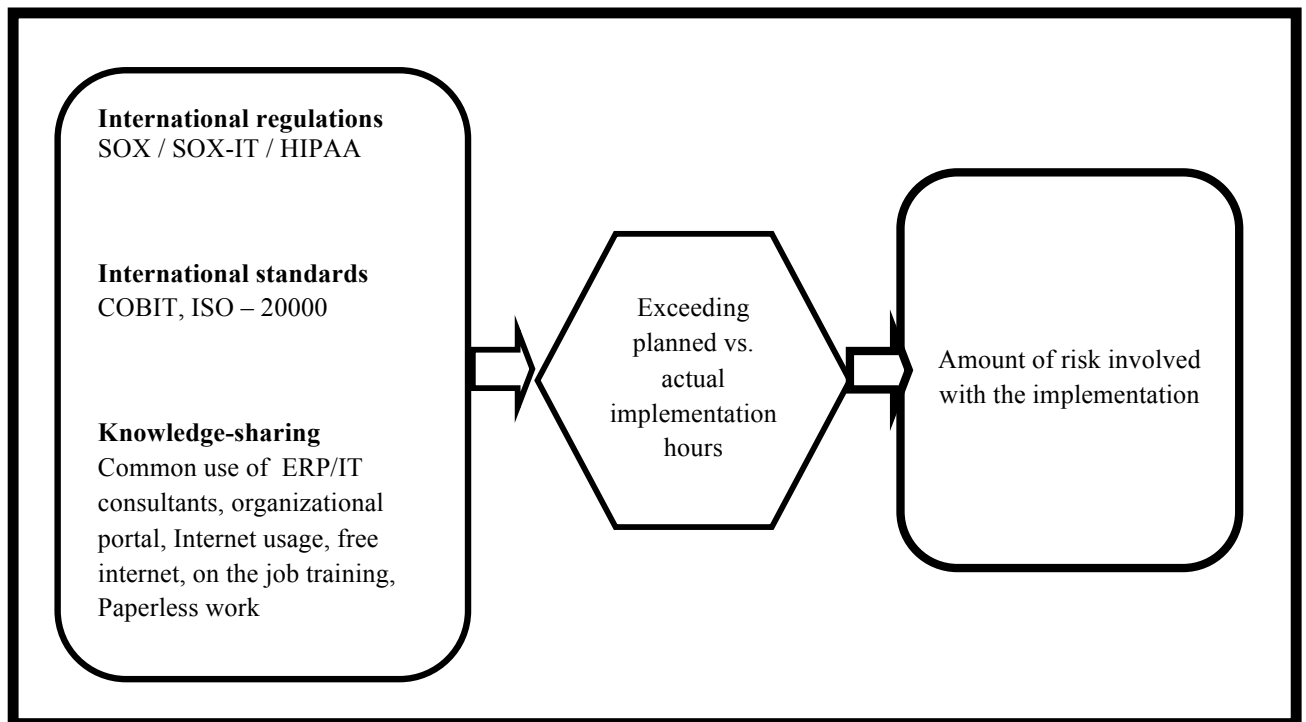 International regulations
SOX / SOX-IT / HIPAA
International standards
COBIT, ISO – 20000
Knowledge-sharing
Common use of ERP/IT
consultants, organizational
portal, Internet usage, free
internet, on the job training,
Paperless work
Exceeding
planned vs.
actual
implementation
hours
Amount of risk involved
with the implementation